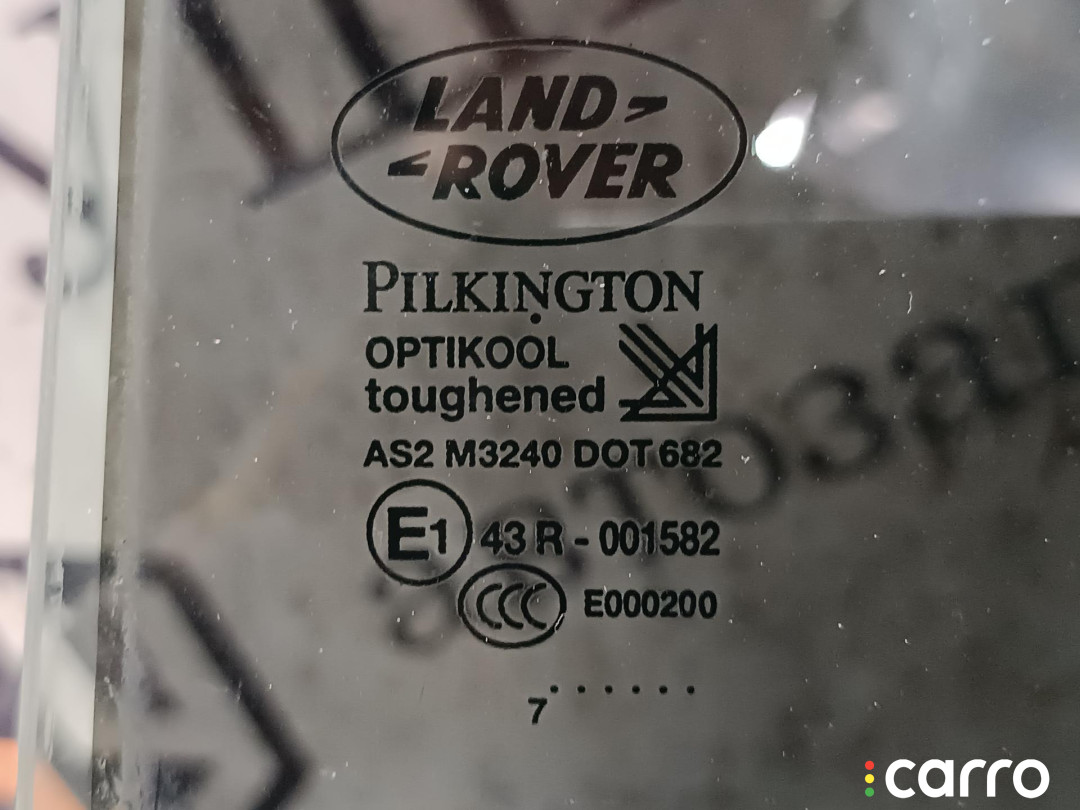 LAND
ROVER
PILKINGTON
OPTIKOOL
toughened
AS2 M3240 DOT 682
E1 43 R - 001582
CCC E000200
. . . . . .
7
carro